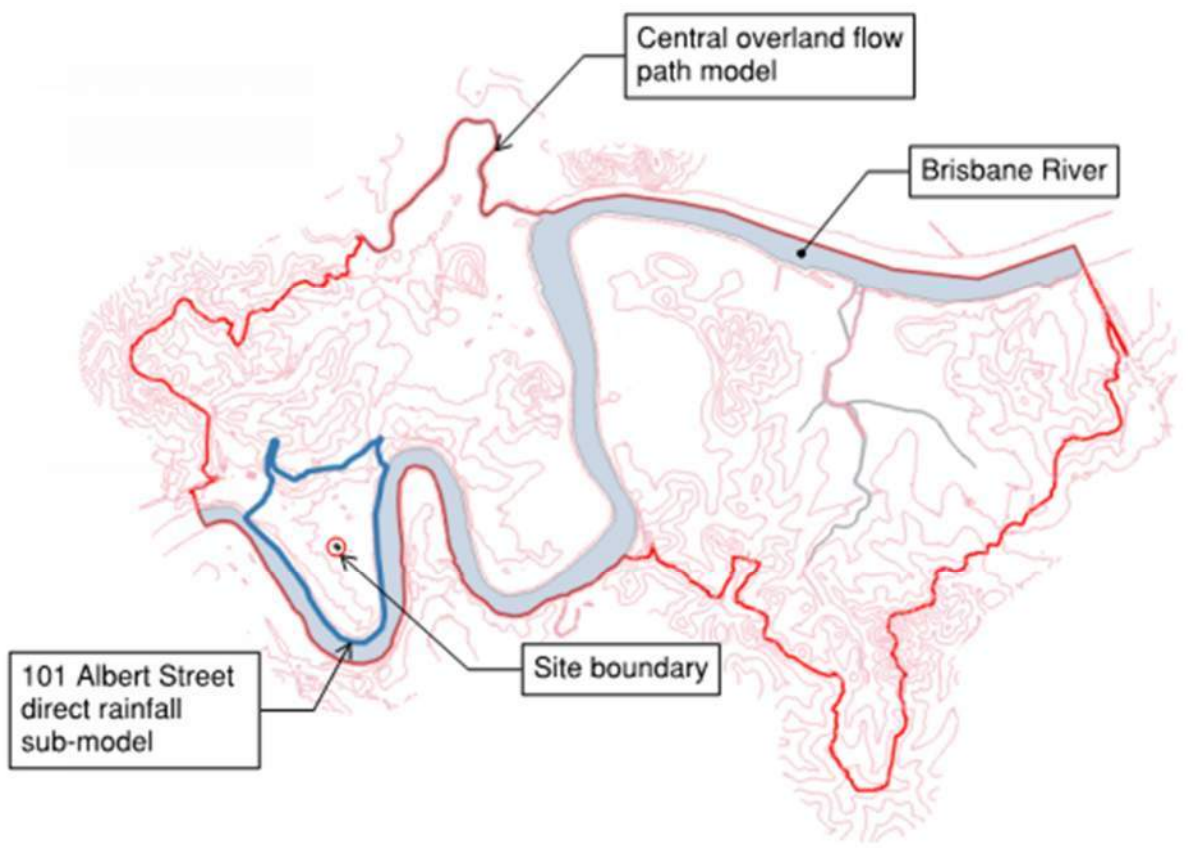 Central overland flow
path model
Brisbane River
Site boundary
101 Albert Street
direct rainfall
sub-model